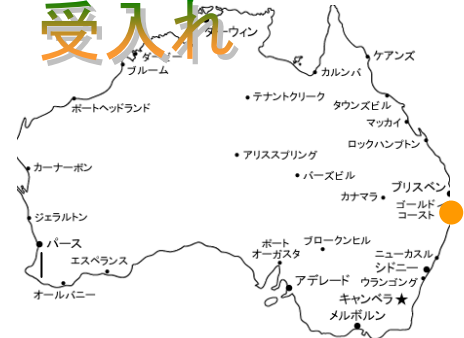 受入れ
ダーウィン
ダービー
ブルーム
ケアンズ
カルンバ
テナントクリーク
ポートヘッドランド
タウンズビル
マッカイ
ロックハンプトン
アリススプリング
カーナーボン
バーズビル
カナマラ
ブリスベン
ゴールド
コースト
ジェラルトン
パース
エスペランス
オールバニー
ポート
オーガスタ
ブロークンヒル
ニューカスル
シドニー
ウランゴング
アデレード
キャンベラ★
メルボルン